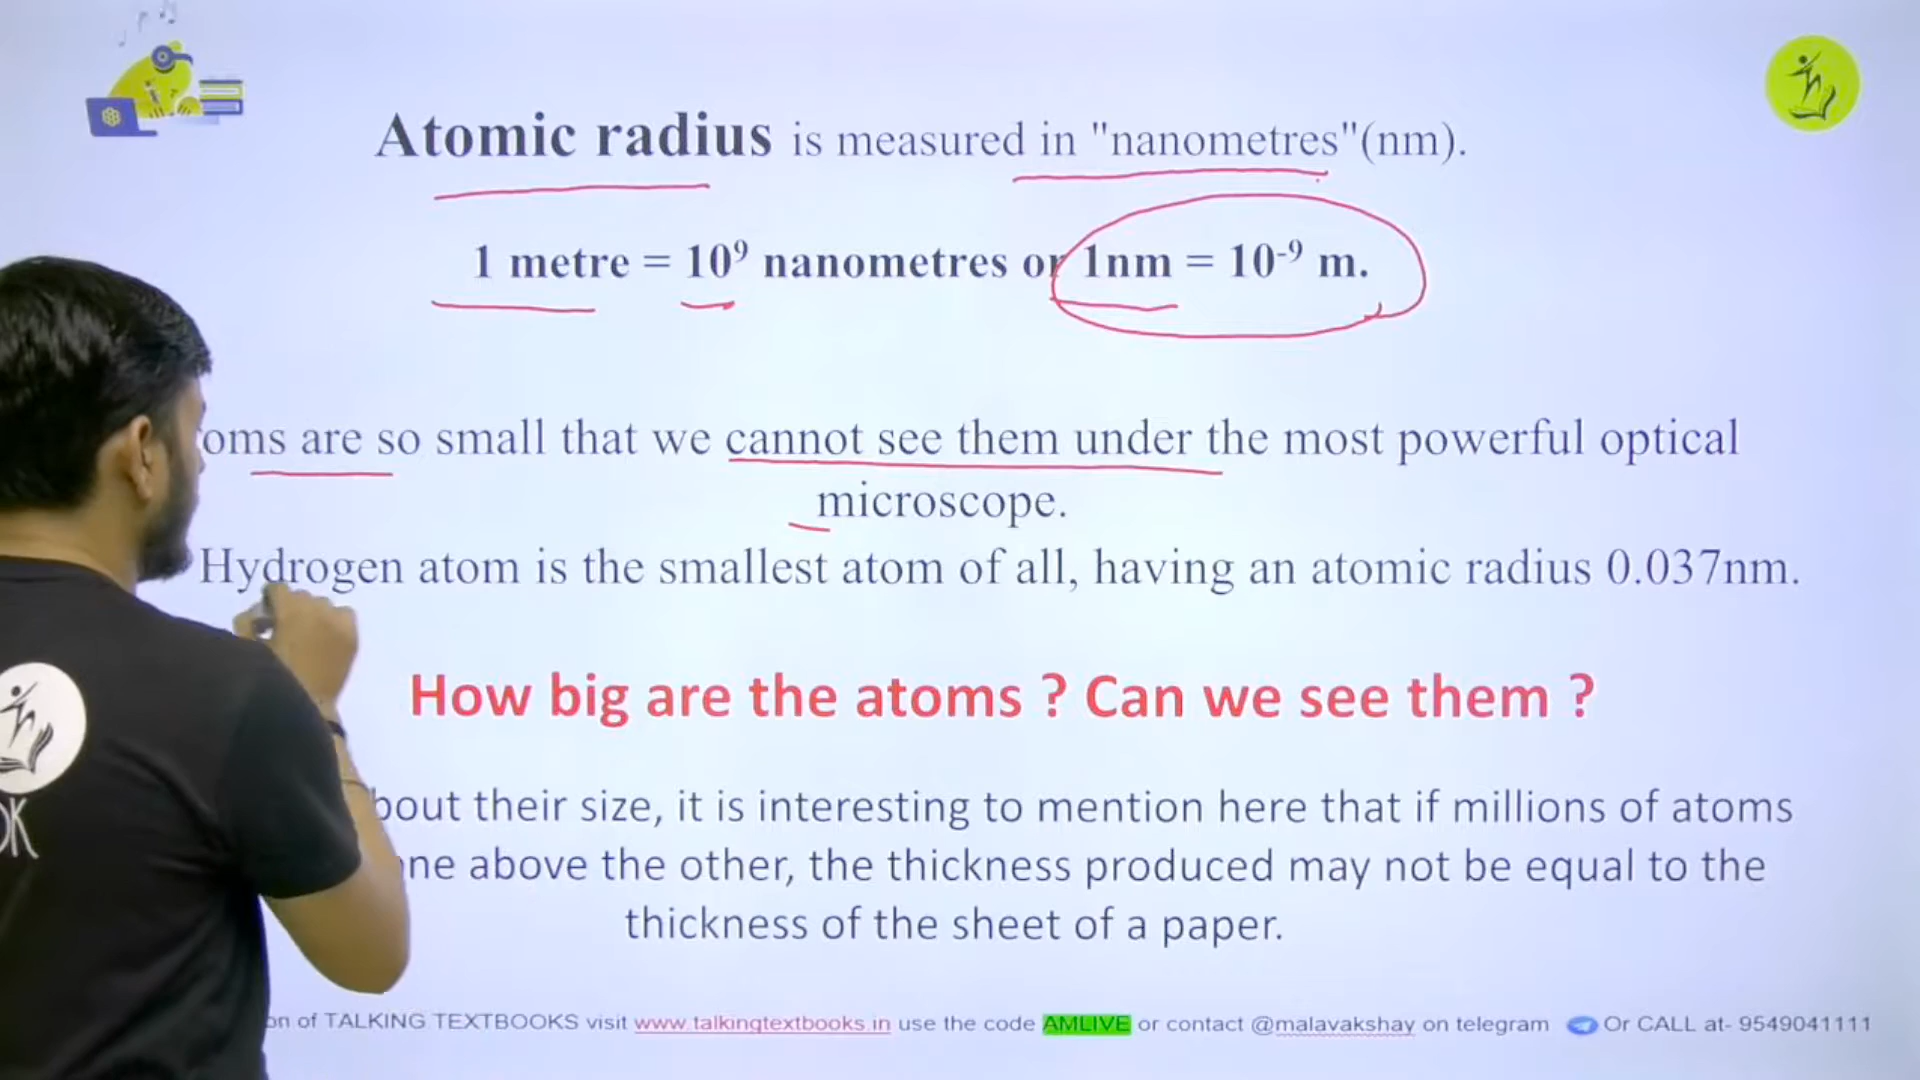 Atomic radius is measured in "nanometres"(nm).
1 metre = 10⁹ nanometres or 1nm = 10⁻⁹ m.
oms are so small that we cannot see them under the most powerful optical
microscope.
Hydrogen atom is the smallest atom of all, having an atomic radius 0.037nm.
How big are the atoms ? Can we see them ?
bout their size, it is interesting to mention here that if millions of atoms
ne above the other, the thickness produced may not be equal to the
thickness of the sheet of a paper.
on of TALKING TEXTBOOKS visit www.talkingtextbooks.in use the code AMLIVE or contact @malavakshay on telegram Or CALL at- 9549041111
OK